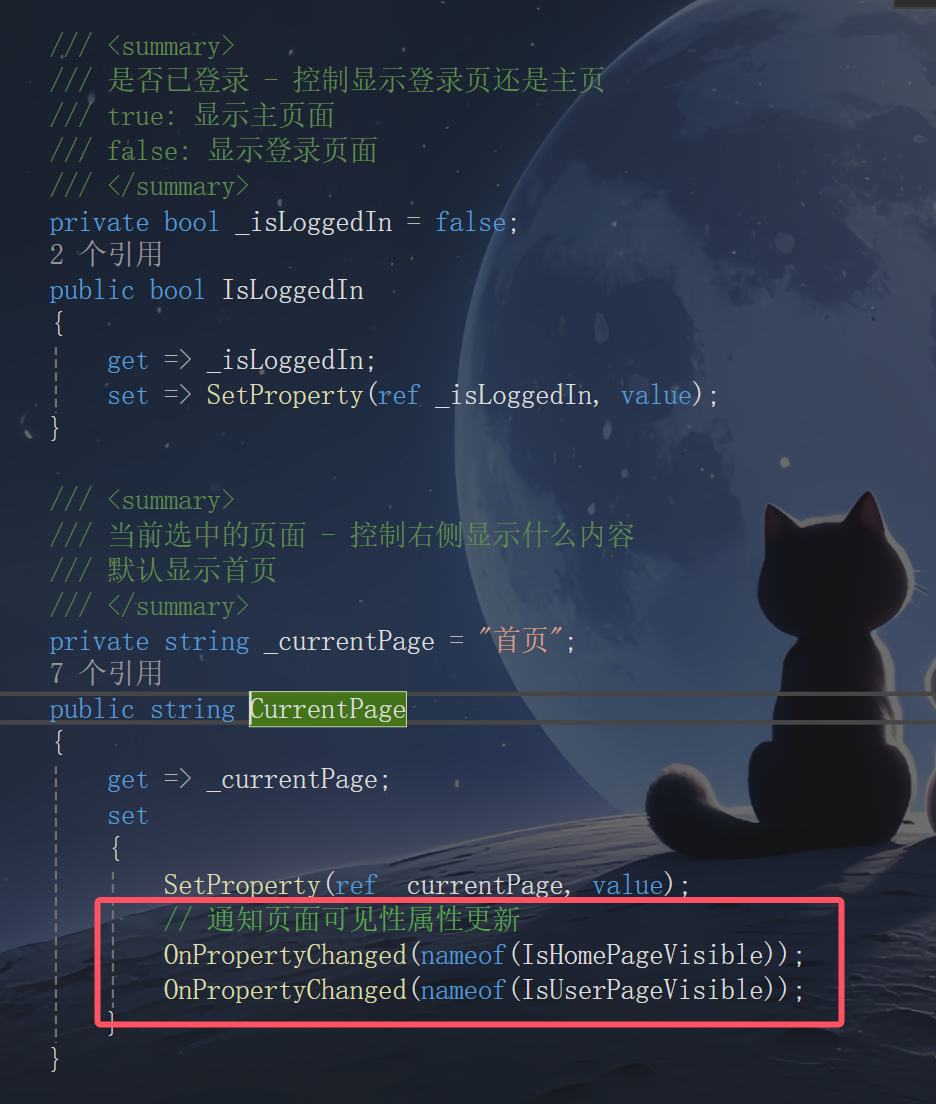 /// <summary>
/// 是否已登录 - 控制显示登录页还是主页
/// true: 显示主页面
/// false: 显示登录页面
/// </summary>
private bool _isLoggedIn = false;
2 个引用
public bool IsLoggedIn
{
get => _isLoggedIn;
set => SetProperty(ref _isLoggedIn, value);
}
/// <summary>
/// 当前选中的页面 - 控制右侧显示什么内容
/// 默认显示首页
/// </summary>
private string _currentPage = "首页";
7 个引用
public string CurrentPage
{
get => _currentPage;
set
{
SetProperty(ref _currentPage, value);
// 通知页面可见性属性更新
OnPropertyChanged(nameof(IsHomePageVisible));
OnPropertyChanged(nameof(IsUserPageVisible));
}
}